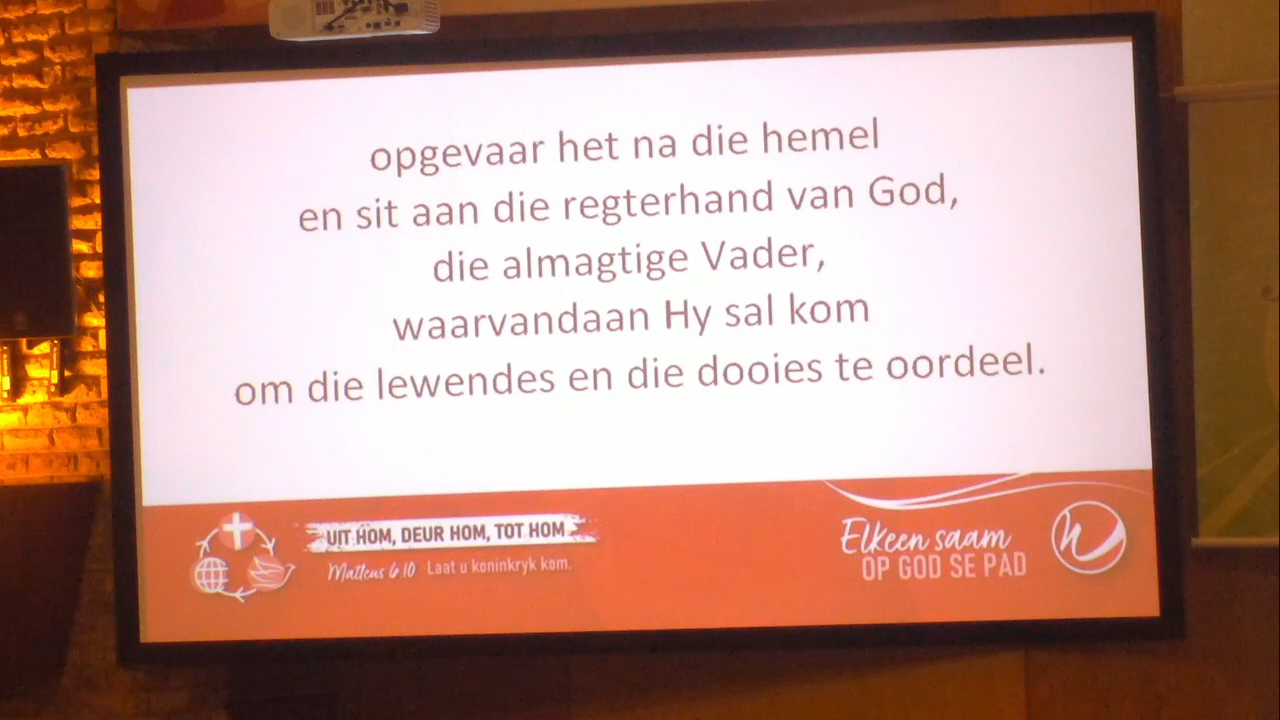 opgevaar het na die hemel
en sit aan die regterhand van God,
die almagtige Vader,
waarvandaan Hy sal kom
om die lewendes en die dooies te oordeel.
UIT HOM, DEUR HOM, TOT HOM
Matteus 6:10 Laat u koninkryk kom.
Elkeen saam
OP GOD SE PAD